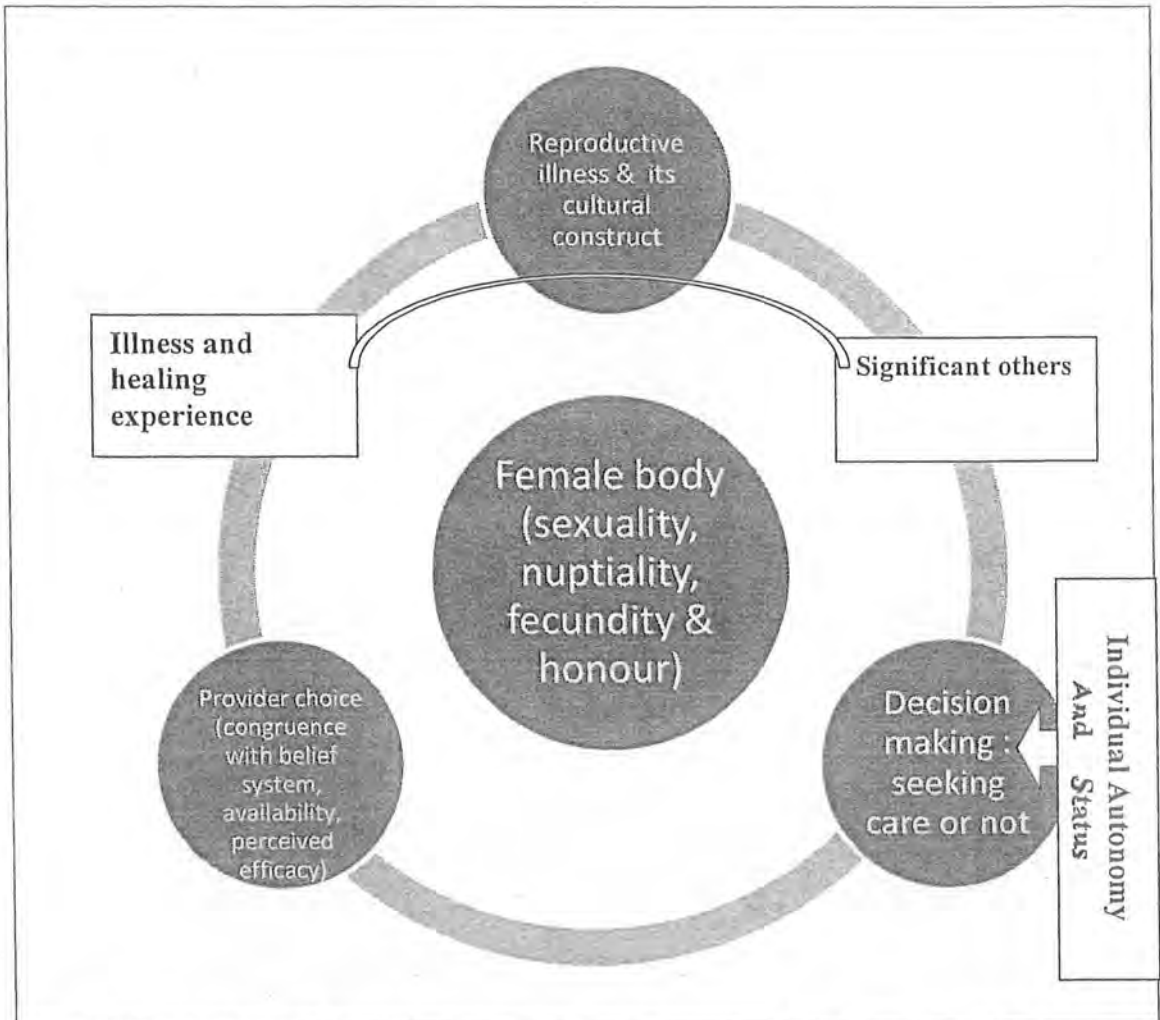 Reproductive
illness & its
cultural
construct
Illness and
healing
experience
Significant others
Female body
(sexuality,
nuptiality,
fecundity &
honour)
Provider choice
(congruence
with belief
system,
availability,
perceived
efficacy)
Decision
making :
seeking
care or not
Individual Autonomy
And Status